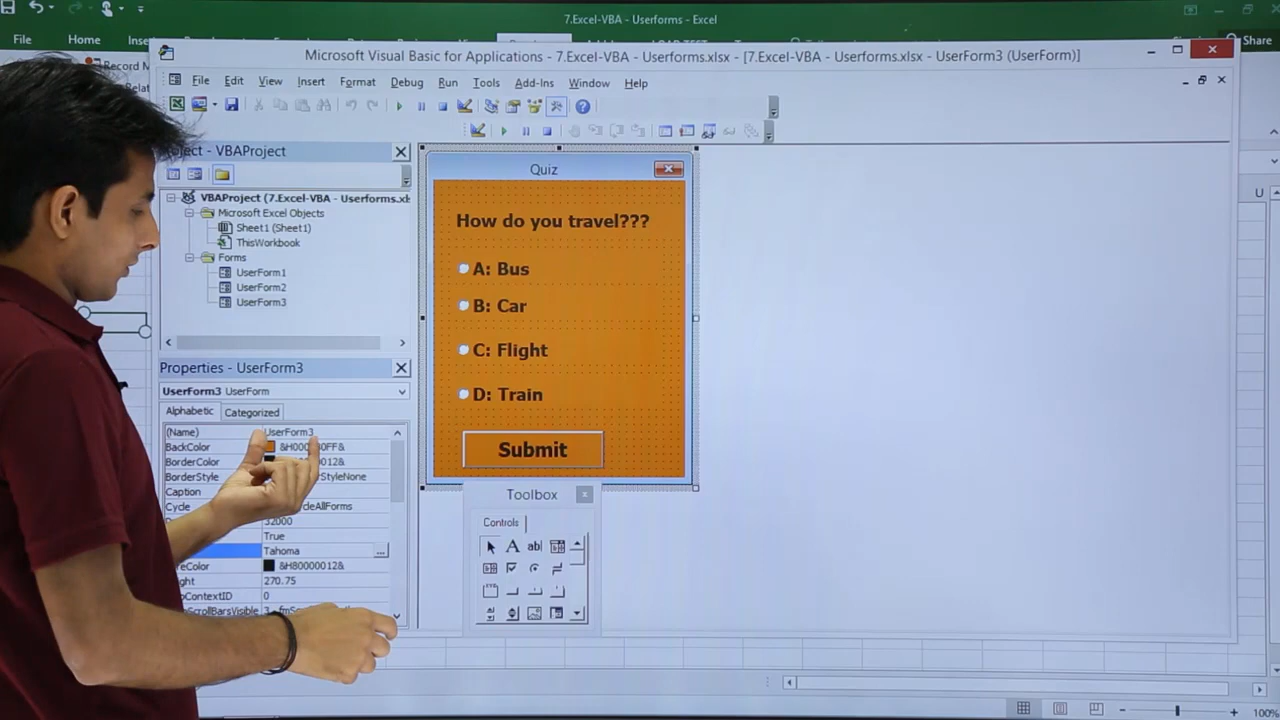 7.Excel-VBA - Userforms - Excel
File Home
Share
Record M
Microsoft Visual Basic for Applications - 7.Excel-VBA - Userforms.xlsx - [7.Excel-VBA - Userforms.xlsx - UserForm3 (UserForm)]
File Edit View Insert Format Debug Run Tools Add-Ins Window Help
- VBAProject
VBAProject (7.Excel-VBA - Userforms.xl
Microsoft Excel Objects
Sheet1 (Sheet1)
ThisWorkbook
Forms
UserForm1
UserForm2
UserForm3
Properties - UserForm3
UserForm3 UserForm
Alphabetic Categorized
(Name) UserForm3
BackColor
BorderColor
BorderStyle
Caption
Cycle
32000
True
Tahoma
&H80000012&
270.75
0
Quiz
How do you travel???
A: Bus
B: Car
C: Flight
D: Train
Submit
Toolbox
Controls
U
100%